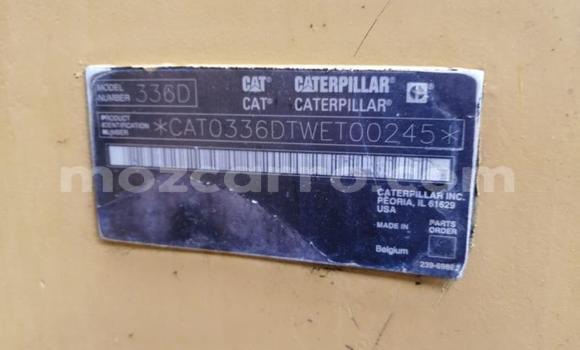 MODEL NUMBER 336D CAT CATERPILLAR
CAT® CATERPILLAR®
PRODUCT IDENTIFICATION NUMBER *CAT0336DTWET00245*
mozcarro.com
CATERPILLAR INC.
PEORIA, IL 61629
USA
MADE IN PARTS ORDER
Belgium